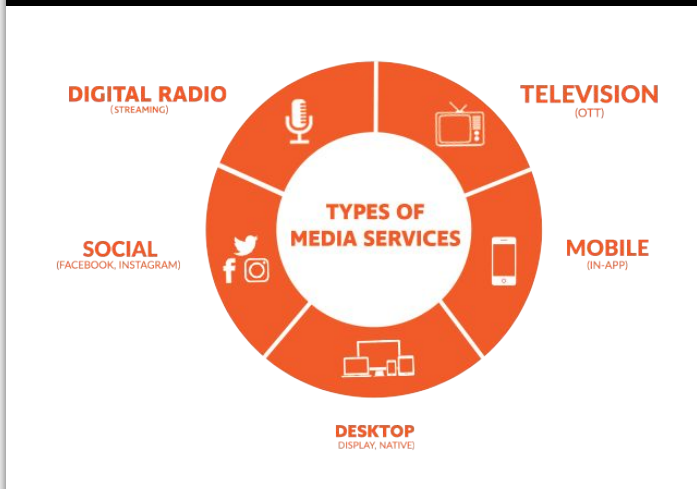 DIGITAL RADIO
(STREAMING)
TELEVISION
(OTT)
TYPES OF
MEDIA SERVICES
SOCIAL
(FACEBOOK, INSTAGRAM)
MOBILE
(IN-APP)
DESKTOP
DISPLAY, NATIVE)